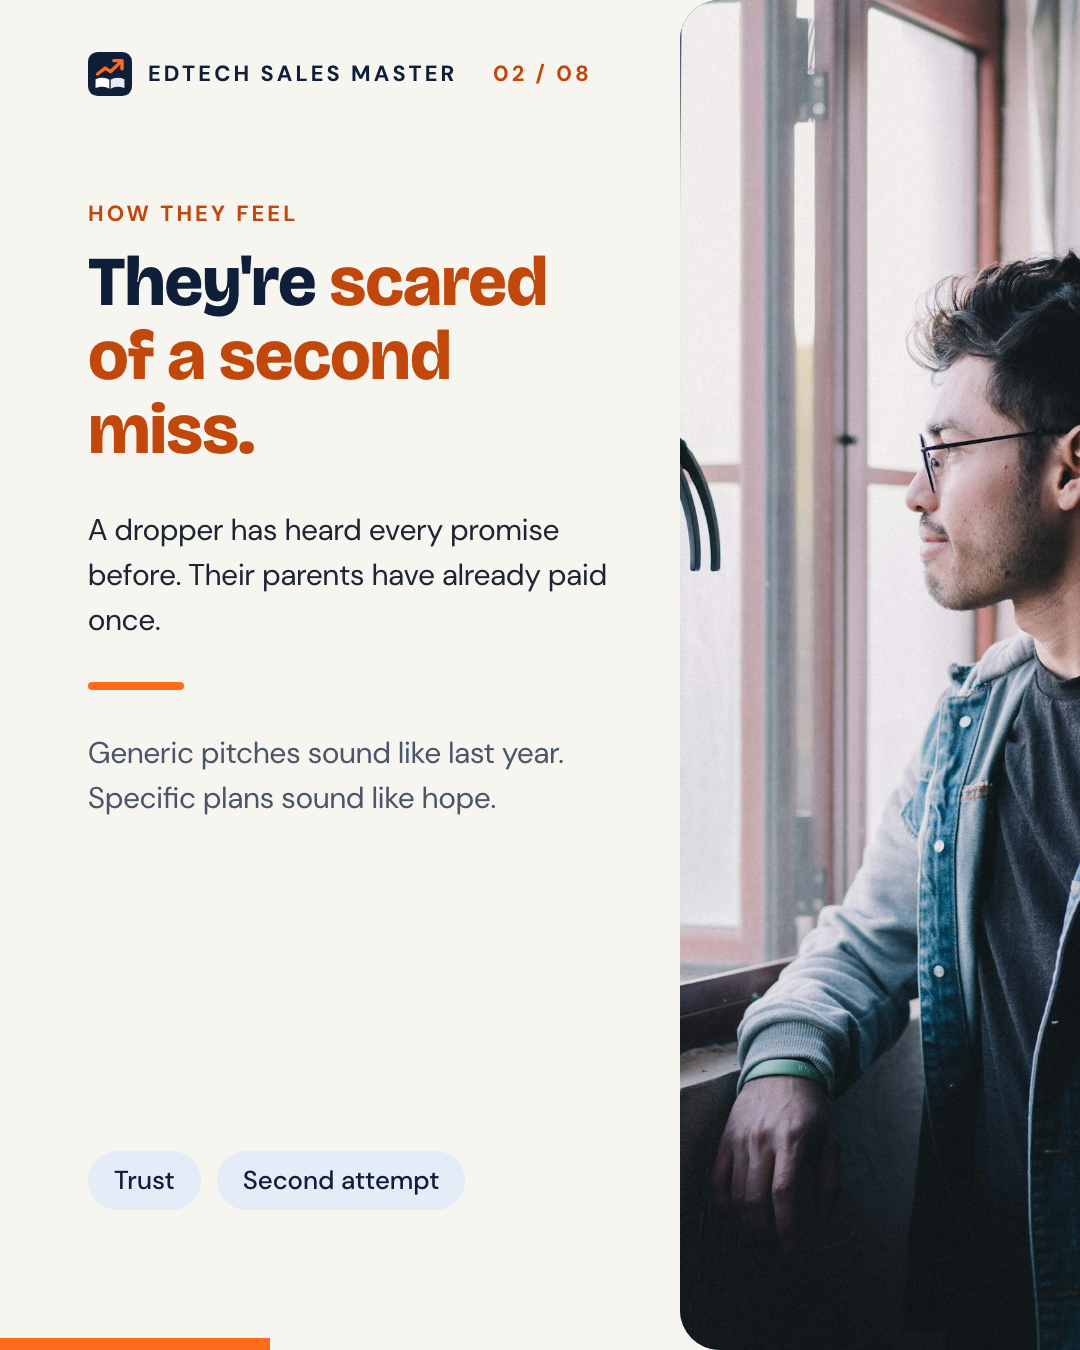 EDTECH SALES MASTER 02 / 08
HOW THEY FEEL
They're scared
of a second
miss.
A dropper has heard every promise
before. Their parents have already paid
once.
Generic pitches sound like last year.
Specific plans sound like hope.
Trust Second attempt